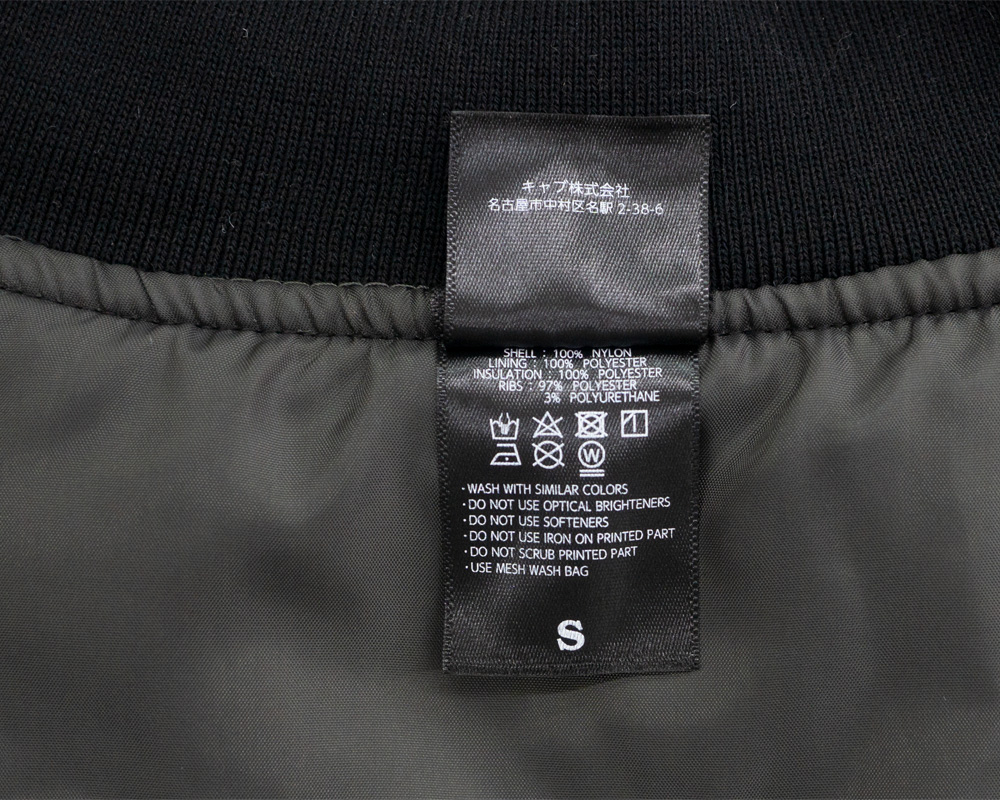 キャブ株式会社
名古屋市中村区名駅 2-38-6
SHELL : 100% NYLON
LINING : 100% POLYESTER
INSULATION : 100% POLYESTER
RIBS : 97% POLYESTER
3% POLYURETHANE
W
・WASH WITH SIMILAR COLORS
・DO NOT USE OPTICAL BRIGHTENERS
・DO NOT USE SOFTENERS
・DO NOT USE IRON ON PRINTED PART
・DO NOT SCRUB PRINTED PART
・USE MESH WASH BAG
S